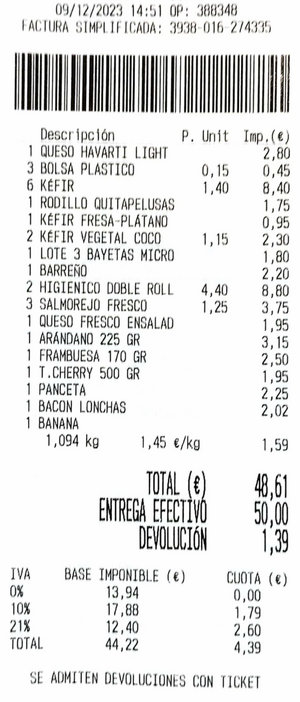 09/12/2023 14:51 OP: 388348
FACTURA SIMPLIFICADA: 3938-016-274335
Descripción P. Unit Imp.(€)
1 QUESO HAVARTI LIGHT 2,80
3 BOLSA PLASTICO 0,15 0,45
6 KÉFIR 1,40 8,40
1 RODILLO QUITAPELUSAS 1,75
1 KÉFIR FRESA-PLÁTANO 0,95
2 KÉFIR VEGETAL COCO 1,15 2,30
1 LOTE 3 BAYETAS MICRO 1,80
1 BARREÑO 2,20
2 HIGIENICO DOBLE ROLL 4,40 8,80
3 SALMOREJO FRESCO 1,25 3,75
1 QUESO FRESCO ENSALAD 1,95
1 ARÁNDANO 225 GR 3,15
1 FRAMBUESA 170 GR 2,50
1 T.CHERRY 500 GR 1,95
1 PANCETA 2,25
1 BACON LONCHAS 2,02
1 BANANA
1,094 kg 1,45 €/kg 1,59
TOTAL (€) 48,61
ENTREGA EFECTIVO 50,00
DEVOLUCIÓN 1,39
IVA BASE IMPONIBLE (€) CUOTA (€)
0% 13,94 0,00
10% 17,88 1,79
21% 12,40 2,60
TOTAL 44,22 4,39
SE ADMITEN DEVOLUCIONES CON TICKET